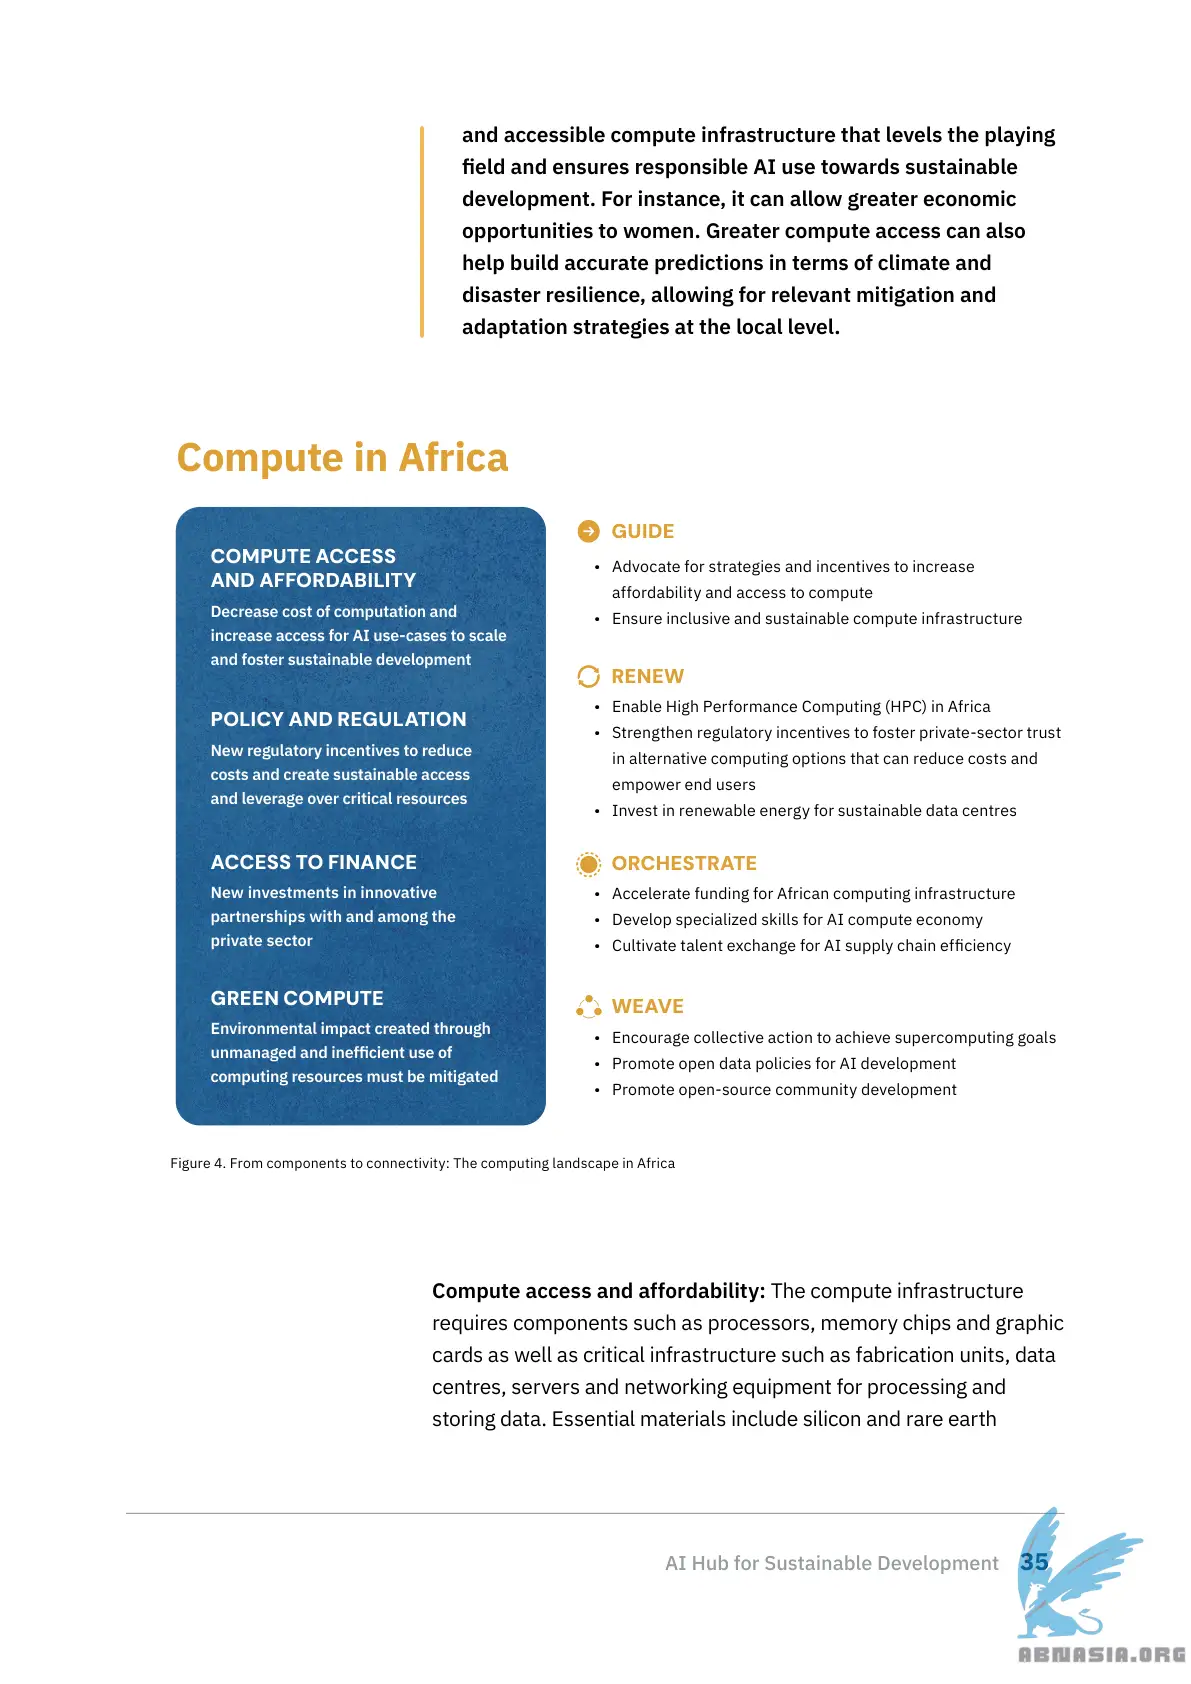 and accessible compute infrastructure that levels the playing
field and ensures responsible AI use towards sustainable
development. For instance, it can allow greater economic
opportunities to women. Greater compute access can also
help build accurate predictions in terms of climate and
disaster resilience, allowing for relevant mitigation and
adaptation strategies at the local level.
Compute in Africa
COMPUTE ACCESS
AND AFFORDABILITY
Decrease cost of computation and
increase access for AI use-cases to scale
and foster sustainable development
POLICY AND REGULATION
New regulatory incentives to reduce
costs and create sustainable access
and leverage over critical resources
ACCESS TO FINANCE
New investments in innovative
partnerships with and among the
private sector
GREEN COMPUTE
Environmental impact created through
unmanaged and inefficient use of
computing resources must be mitigated
GUIDE
• Advocate for strategies and incentives to increase
affordability and access to compute
• Ensure inclusive and sustainable compute infrastructure
RENEW
• Enable High Performance Computing (HPC) in Africa
• Strengthen regulatory incentives to foster private-sector trust
in alternative computing options that can reduce costs and
empower end users
• Invest in renewable energy for sustainable data centres
ORCHESTRATE
• Accelerate funding for African computing infrastructure
• Develop specialized skills for AI compute economy
• Cultivate talent exchange for AI supply chain efficiency
WEAVE
• Encourage collective action to achieve supercomputing goals
• Promote open data policies for AI development
• Promote open-source community development
Figure 4. From components to connectivity: The computing landscape in Africa
Compute access and affordability: The compute infrastructure
requires components such as processors, memory chips and graphic
cards as well as critical infrastructure such as fabrication units, data
centres, servers and networking equipment for processing and
storing data. Essential materials include silicon and rare earth
AI Hub for Sustainable Development 35
ABNASIA.ORG